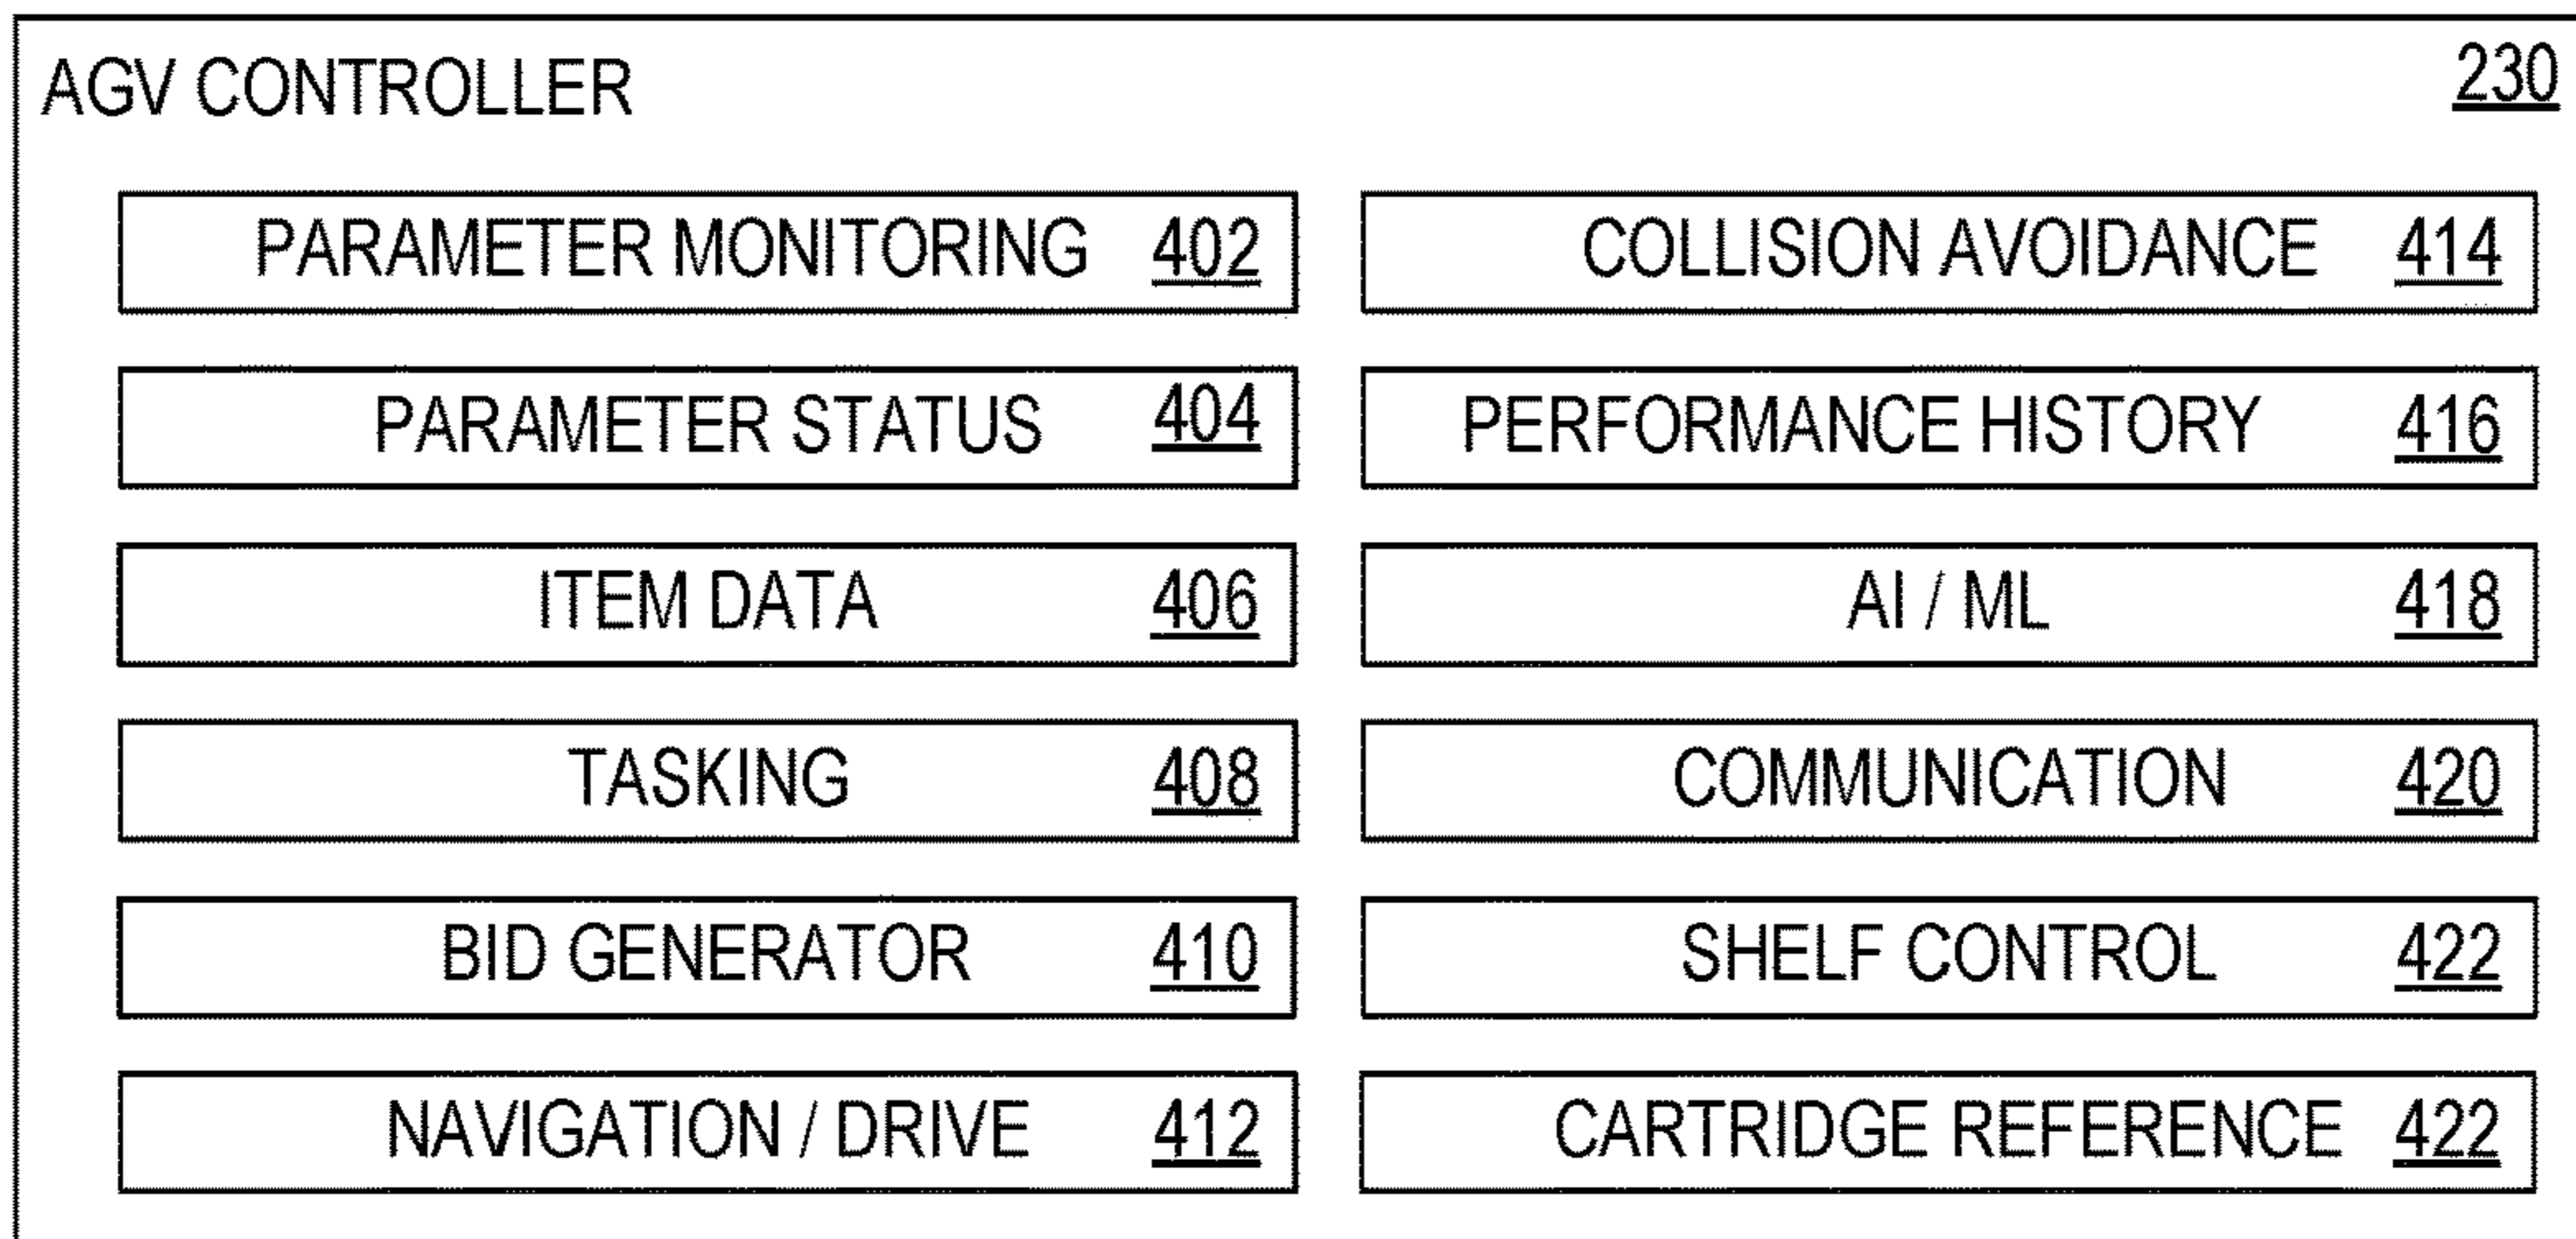 AGV CONTROLLER 230
PARAMETER MONITORING 402
PARAMETER STATUS 404
ITEM DATA 406
TASKING 408
BID GENERATOR 410
NAVIGATION / DRIVE 412
COLLISION AVOIDANCE 414
PERFORMANCE HISTORY 416
AI / ML 418
COMMUNICATION 420
SHELF CONTROL 422
CARTRIDGE REFERENCE 422